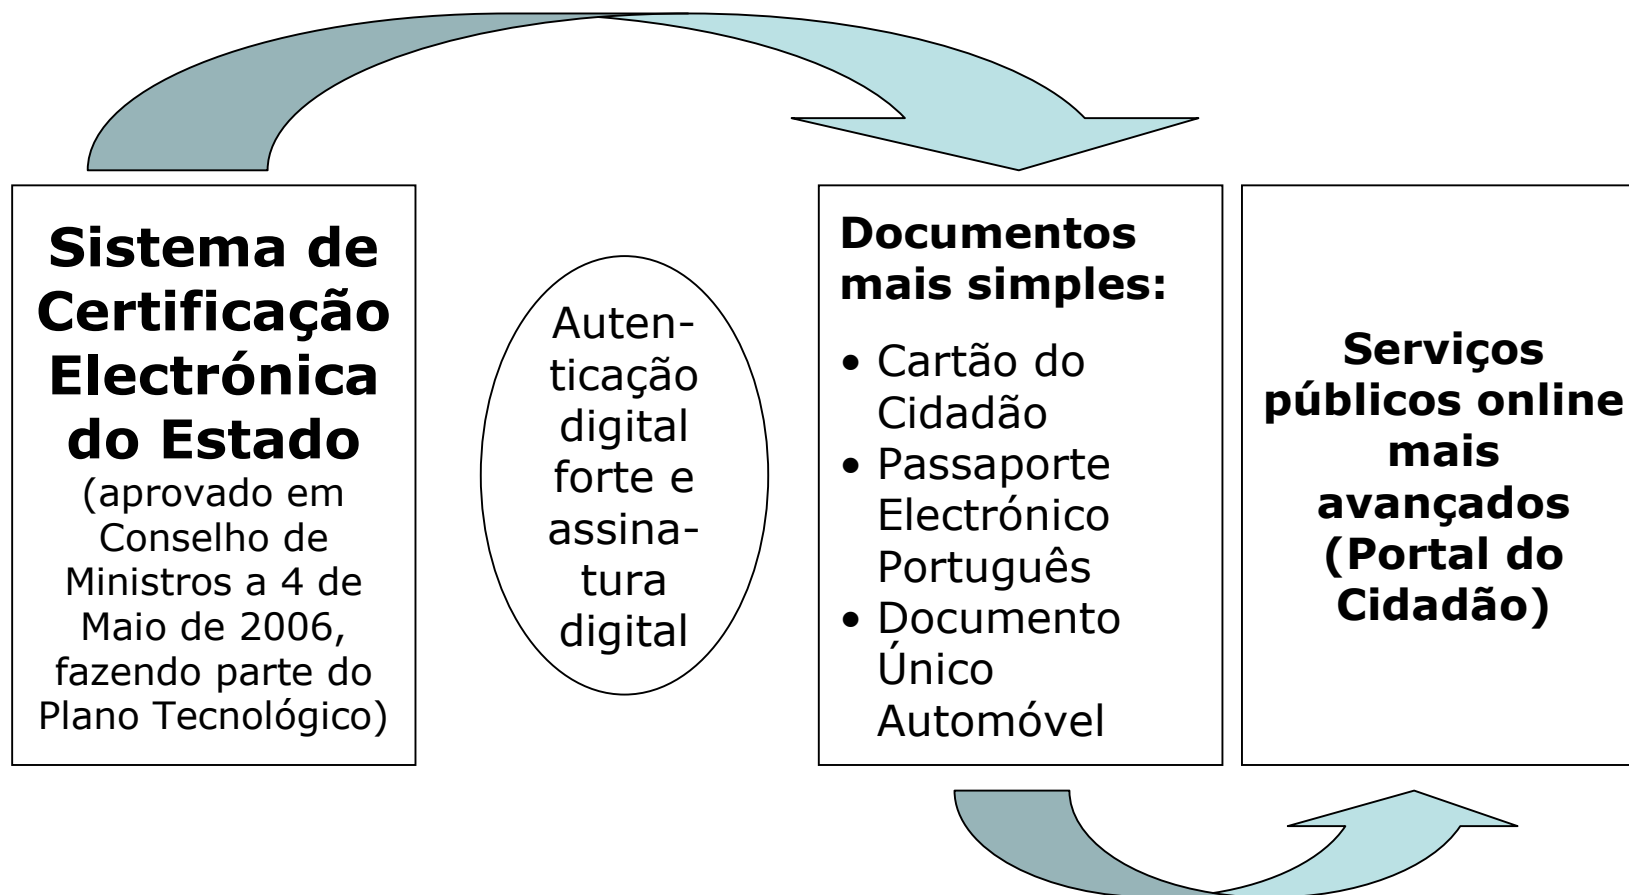 Sistema de
Certificação
Electrónica
do Estado
(aprovado em
Conselho de
Ministros a 4 de
Maio de 2006,
fazendo parte do
Plano Tecnológico)
Auten-
ticação
digital
forte e
assina-
tura
digital
Documentos
mais simples:
• Cartão do
Cidadão
• Passaporte
Electrónico
Português
• Documento
Único
Automóvel
Serviços
públicos online
mais
avançados
(Portal do
Cidadão)